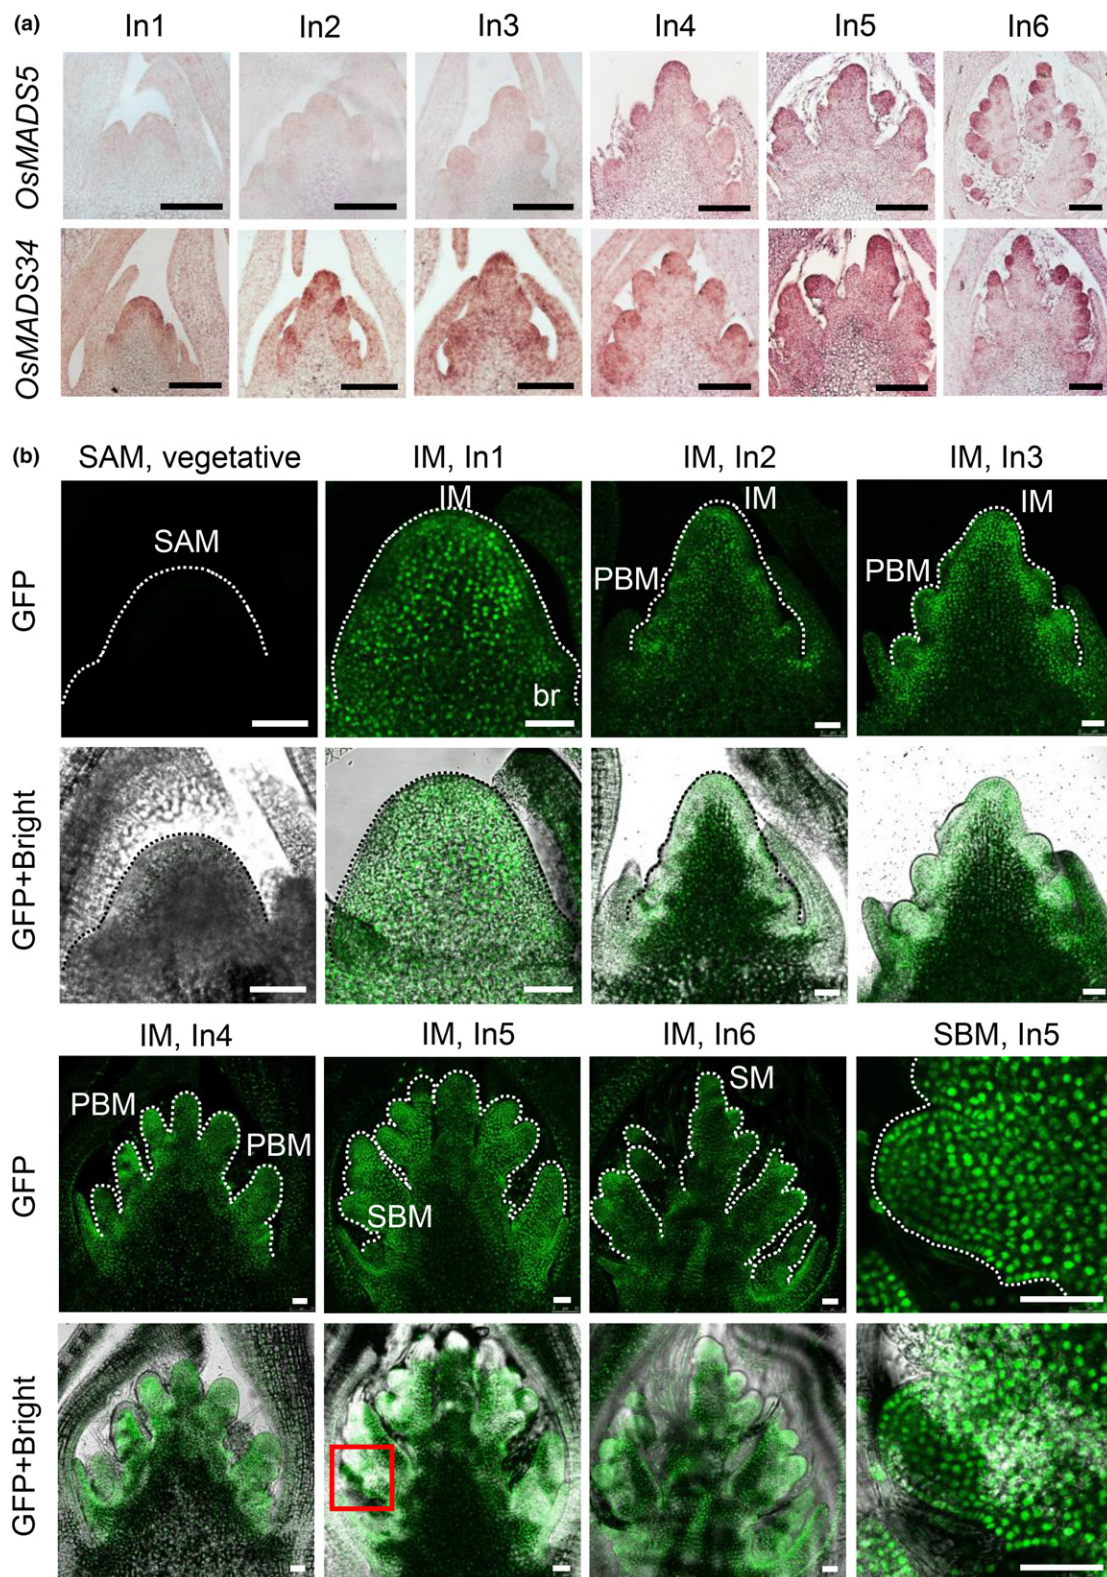 (a)
In1 In2 In3 In4 In5 In6
OsMADS5
OsMADS34
(b)
SAM, vegetative IM, In1 IM, In2 IM, In3
GFP
SAM
IM
br
IM
PBM
IM
PBM
GFP+Bright
IM, In4 IM, In5 IM, In6 SBM, In5
GFP
PBM
PBM
SBM
SM
GFP+Bright